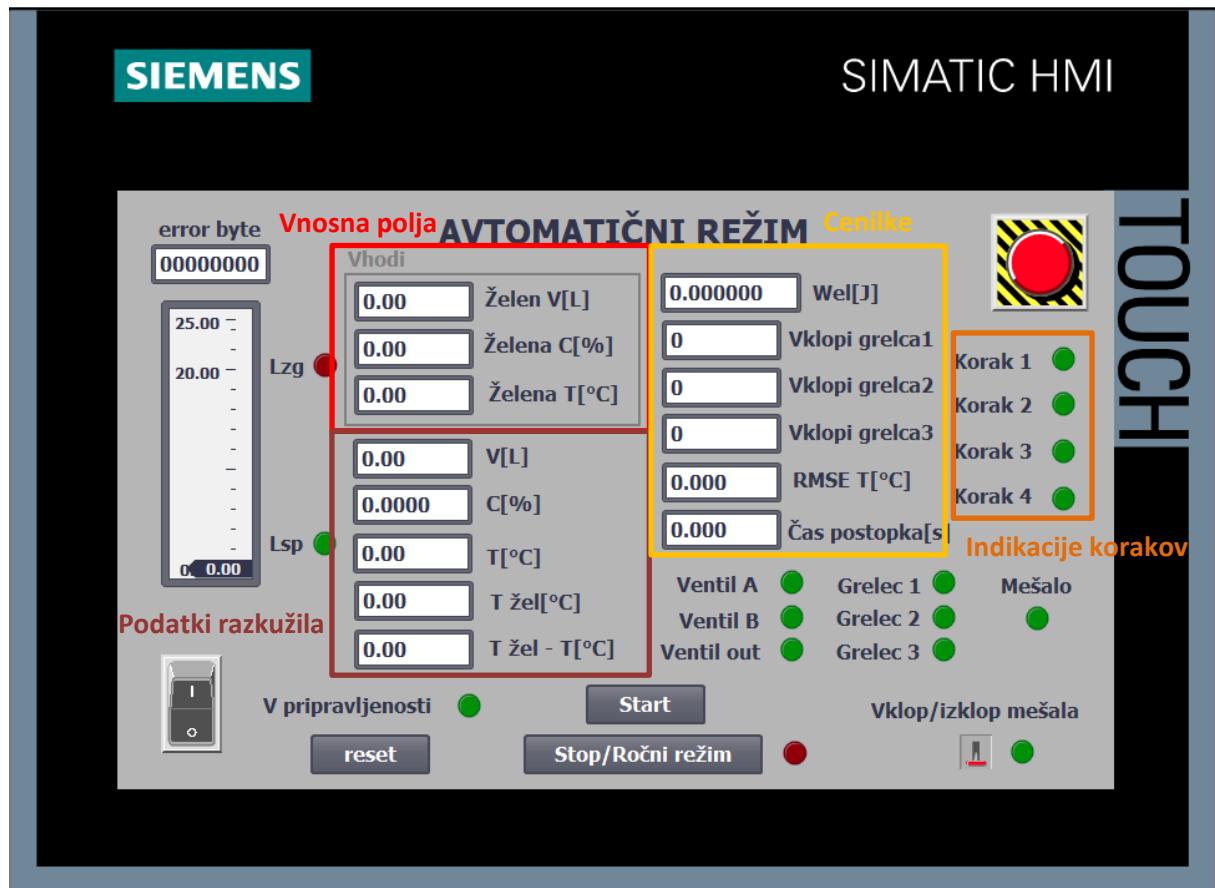 SIEMENS
SIMATIC HMI
TOUCH
error byte
00000000
Vnosna polja
AVTOMATIČNI REŽIM
Cenilke
25.00
20.00
0.00
Lzg
Lsp
Vhodi
0.00 Želen V[L]
0.00 Želena C[%]
0.00 Želena T[°C]
0.00 V[L]
0.0000 C[%]
0.00 T[°C]
0.00 T žel[°C]
0.00 T žel - T[°C]
Podatki razkužila
0.000000 Wel[J]
0 Vklopi grelca1
0 Vklopi grelca2
0 Vklopi grelca3
0.000 RMSE T[°C]
0.000 Čas postopka[s]
Korak 1
Korak 2
Korak 3
Korak 4
Indikacije korakov
Ventil A Grelec 1 Mešalo
Ventil B Grelec 2
Ventil out Grelec 3
I
O
V pripravljenosti
Start
Vklop/izklop mešala
reset
Stop/Ročni režim